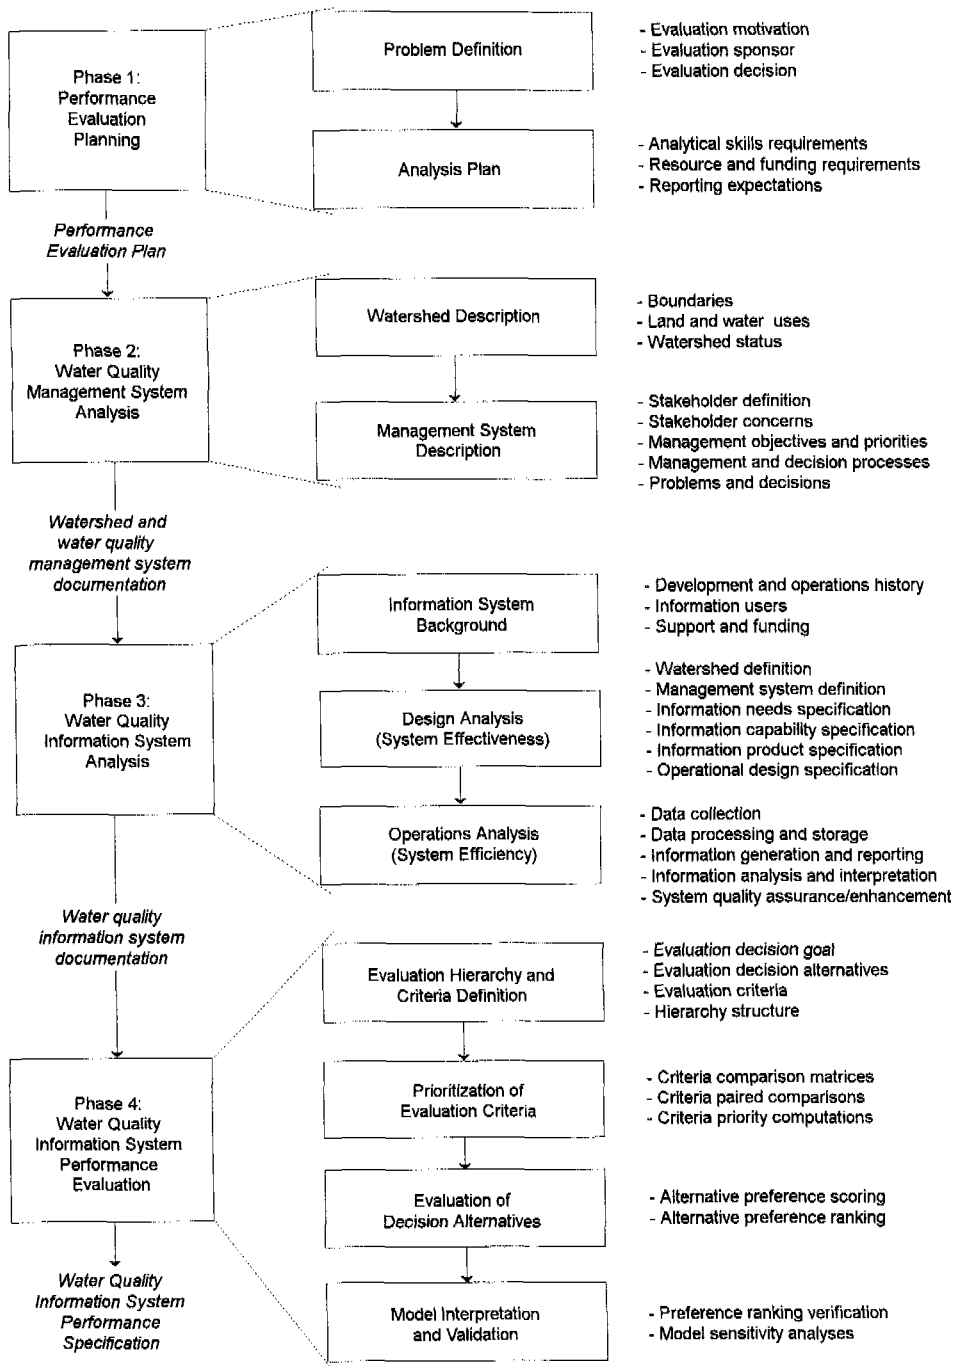 Phase 1:
Performance
Evaluation
Planning
Problem Definition
- Evaluation motivation
- Evaluation sponsor
- Evaluation decision
Analysis Plan
- Analytical skills requirements
- Resource and funding requirements
- Reporting expectations
Performance
Evaluation Plan
Phase 2:
Water Quality
Management System
Analysis
Watershed Description
- Boundaries
- Land and water uses
- Watershed status
Management System
Description
- Stakeholder definition
- Stakeholder concerns
- Management objectives and priorities
- Management and decision processes
- Problems and decisions
Watershed and
water quality
management system
documentation
Phase 3:
Water Quality
Information System
Analysis
Information System
Background
- Development and operations history
- Information users
- Support and funding
Design Analysis
(System Effectiveness)
- Watershed definition
- Management system definition
- Information needs specification
- Information capability specification
- Information product specification
- Operational design specification
Operations Analysis
(System Efficiency)
- Data collection
- Data processing and storage
- Information generation and reporting
- Information analysis and interpretation
- System quality assurance/enhancement
Water quality
information system
documentation
Phase 4:
Water Quality
Information System
Performance
Evaluation
Evaluation Hierarchy and
Criteria Definition
- Evaluation decision goal
- Evaluation decision alternatives
- Evaluation criteria
- Hierarchy structure
Prioritization of
Evaluation Criteria
- Criteria comparison matrices
- Criteria paired comparisons
- Criteria priority computations
Evaluation of
Decision Alternatives
- Alternative preference scoring
- Alternative preference ranking
Model Interpretation
and Validation
- Preference ranking verification
- Model sensitivity analyses
Water Quality
Information System
Performance
Specification